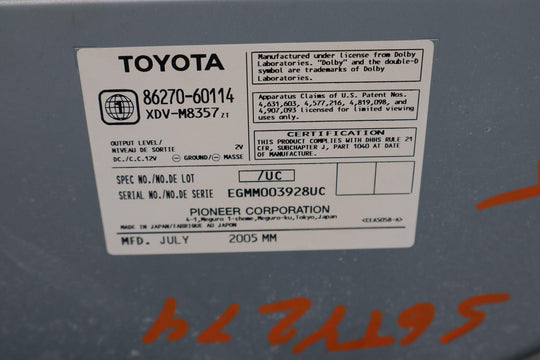 TOYOTA
86270-60114
XDV-M8357ZT
OUTPUT LEVEL/
NIVEAU DE SORTIE 2V
DC./C.C.12V ⊖ GROUND/⊖ MASSE
Manufactured under license from Dolby
Laboratories. "Dolby" and the double-D
symbol are trademarks of Dolby
Laboratories.
Apparatus Claims of U.S. Patent Nos.
4,631,603, 4,577,216, 4,819,098, and
4,907,093 licensed for limited viewing
uses only.
CERTIFICATION
THIS PRODUCT COMPLIES WITH DHHS RULE 21
CFR, SUBCHAPTER J, PART 1040 AT DATE
OF MANUFACTURE.
SPEC NO./NO.DE LOT /UC
SERIAL NO./NO.DE SERIE EGMM003928UC
PIONEER CORPORATION
4-1,Meguro 1-chome,Meguro-ku,Tokyo,Japan
MADE IN JAPAN/FABRIQUE AU JAPON <CEA5058-A>
MFD. JULY 2005 MM